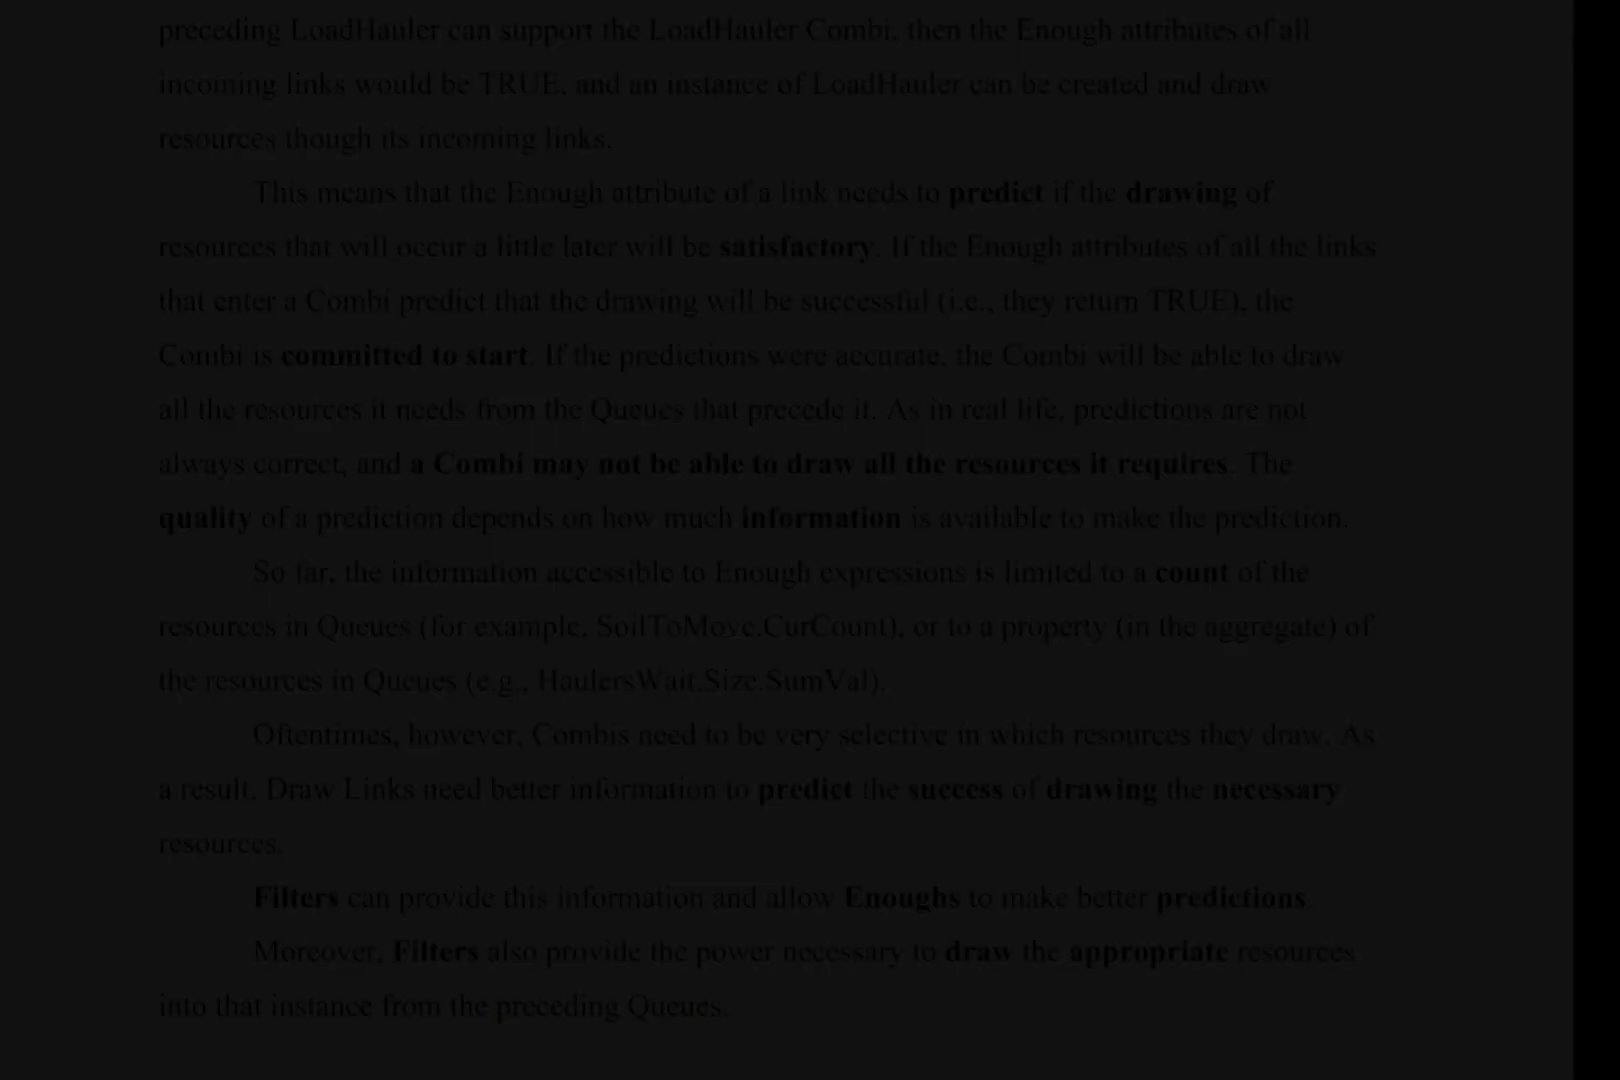 preceding LoadHauler can support the LoadHauler Combi, then the Enough attributes of all
incoming links would be TRUE, and an instance of LoadHauler can be created and draw
resources though its incoming links.
This means that the Enough attribute of a link needs to predict if the drawing of
resources that will occur a little later will be satisfactory. If the Enough attributes of all the links
that enter a Combi predict that the drawing will be successful (i.e., they return TRUE), the
Combi is committed to start. If the predictions were accurate, the Combi will be able to draw
all the resources it needs from the Queues that precede it. As in real life, predictions are not
always correct, and a Combi may not be able to draw all the resources it requires. The
quality of a prediction depends on how much information is available to make the prediction.
So far, the information accessible to Enough expressions is limited to a count of the
resources in Queues (for example, SoilToMove.CurCount), or to a property (in the aggregate) of
the resources in Queues (e.g., HaulersWait.Size.SumVal).
Oftentimes, however, Combis need to be very selective in which resources they draw. As
a result, Draw Links need better information to predict the success of drawing the necessary
resources.
Filters can provide this information and allow Enoughs to make better predictions.
Moreover, Filters also provide the power necessary to draw the appropriate resources
into that instance from the preceding Queues.